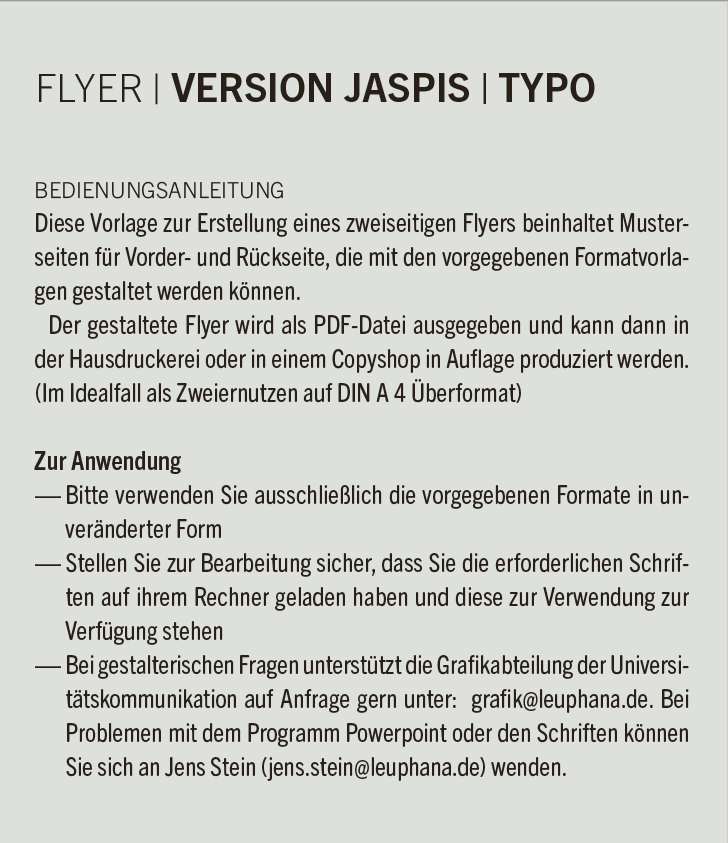 FLYER | VERSION JASPIS | TYPO
BEDIENUNGSANLEITUNG
Diese Vorlage zur Erstellung eines zweiseitigen Flyers beinhaltet Muster-
seiten für Vorder- und Rückseite, die mit den vorgegebenen Formatvorla-
gen gestaltet werden können.
Der gestaltete Flyer wird als PDF-Datei ausgegeben und kann dann in
der Hausdruckerei oder in einem Copyshop in Auflage produziert werden.
(Im Idealfall als Zweiernutzen auf DIN A 4 Überformat)
Zur Anwendung
— Bitte verwenden Sie ausschließlich die vorgegebenen Formate in un-
veränderter Form
— Stellen Sie zur Bearbeitung sicher, dass Sie die erforderlichen Schrif-
ten auf ihrem Rechner geladen haben und diese zur Verwendung zur
Verfügung stehen
— Bei gestalterischen Fragen unterstützt die Grafikabteilung der Universi-
tätskommunikation auf Anfrage gern unter: grafik@leuphana.de. Bei
Problemen mit dem Programm Powerpoint oder den Schriften können
Sie sich an Jens Stein (jens.stein@leuphana.de) wenden.